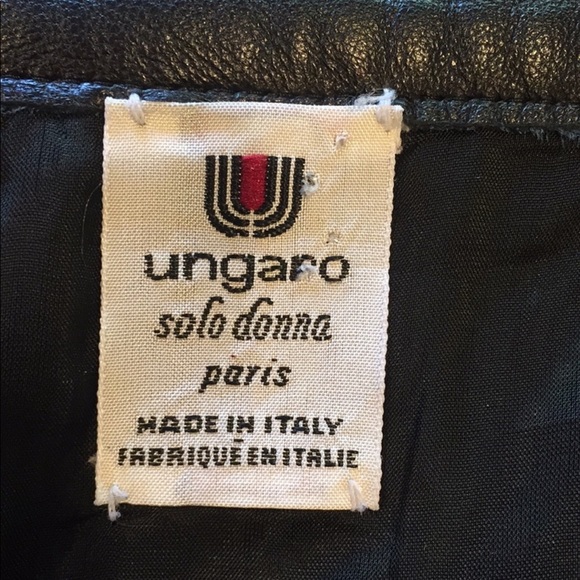 ungaro
solo donna
paris
MADE IN ITALY
FABRIQUÉ EN ITALIE